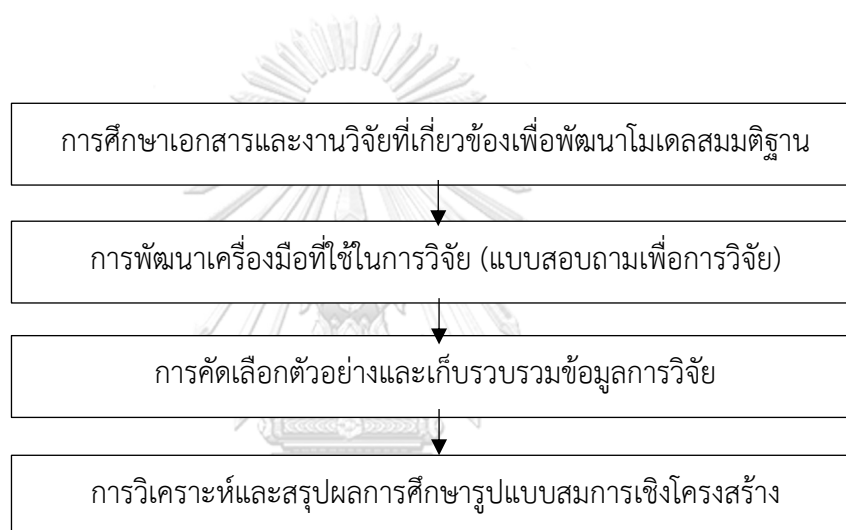 การศึกษาเอกสารและงานวิจัยที่เกี่ยวข้องเพื่อพัฒนาโมเดลสมมติฐาน
การพัฒนาเครื่องมือที่ใช้ในการวิจัย (แบบสอบถามเพื่อการวิจัย)
การคัดเลือกตัวอย่างและเก็บรวบรวมข้อมูลการวิจัย
การวิเคราะห์และสรุปผลการศึกษารูปแบบสมการเชิงโครงสร้าง